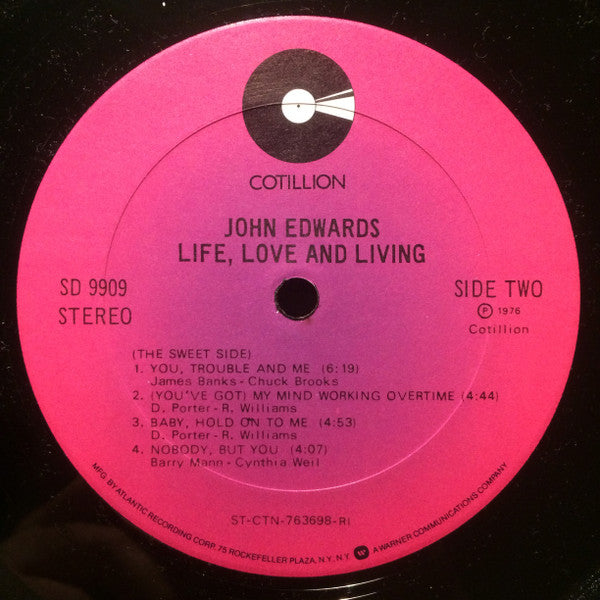 COTILLION
JOHN EDWARDS
LIFE, LOVE AND LIVING
SD 9909
STEREO
SIDE TWO
Ⓟ 1976
Cotillion
(THE SWEET SIDE)
1. YOU, TROUBLE AND ME (6:19)
James Banks - Chuck Brooks
2. (YOU'VE GOT) MY MIND WORKING OVERTIME (4:44)
D. Porter - R. Williams
3. BABY, HOLD ON TO ME (4:53)
D. Porter - R. Williams
4. NOBODY, BUT YOU (4:07)
Barry Mann - Cynthia Weil
ST-CTN-763698-RI
MFG. BY ATLANTIC RECORDING CORP. 75 ROCKEFELLER PLAZA, N.Y. N.Y. W A WARNER COMMUNICATIONS COMPANY